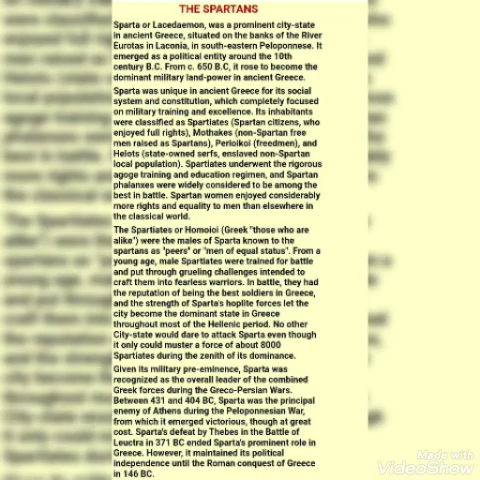 THE SPARTANS
Sparta or Lacedaemon, was a prominent city-state
in ancient Greece, situated on the banks of the River
Eurotas in Laconia, in south-eastern Peloponnese. It
emerged as a political entity around the 10th
century B.C. From c. 650 B.C, it rose to become the
dominant military land-power in ancient Greece.
Sparta was unique in ancient Greece for its social
system and constitution, which completely focused
on military training and excellence. Its inhabitants
were classified as Spartiates (Spartan citizens, who
enjoyed full rights), Mothakes (non-Spartan free
men raised as Spartans), Perioikoi (freedmen), and
Helots (state-owned serfs, enslaved non-Spartan
local population). Spartiates underwent the rigorous
agoge training and education regimen, and Spartan
phalanxes were widely considered to be among the
best in battle. Spartan women enjoyed considerably
more rights and equality to men than elsewhere in
the classical world.
The Spartiates or Homoioi (Greek "those who are
alike") were the males of Sparta known to the
spartans as "peers" or "men of equal status". From a
young age, male Spartiates were trained for battle
and put through grueling challenges intended to
craft them into fearless warriors. In battle, they had
the reputation of being the best soldiers in Greece,
and the strength of Sparta's hoplite forces let the
city become the dominant state in Greece
throughout most of the Hellenic period. No other
City-state would dare to attack Sparta even though
it only could muster a force of about 8000
Spartiates during the zenith of its dominance.
Given its military pre-eminence, Sparta was
recognized as the overall leader of the combined
Greek forces during the Greco-Persian Wars.
Between 431 and 404 BC, Sparta was the principal
enemy of Athens during the Peloponnesian War,
from which it emerged victorious, though at great
cost. Sparta's defeat by Thebes in the Battle of
Leuctra in 371 BC ended Sparta's prominent role in
Greece. However, it maintained its political
independence until the Roman conquest of Greece
in 146 BC.
Made with
VideoShow